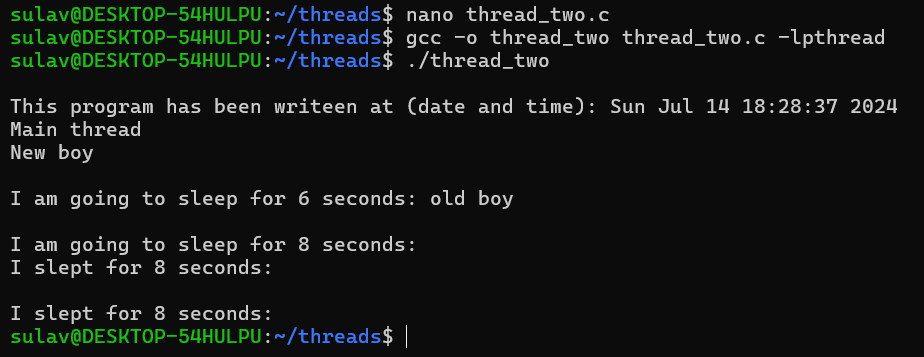 sulav@DESKTOP-54HULPU:~/threads$ nano thread_two.c
sulav@DESKTOP-54HULPU:~/threads$ gcc -o thread_two thread_two.c -lpthread
sulav@DESKTOP-54HULPU:~/threads$ ./thread_two
This program has been writeen at (date and time): Sun Jul 14 18:28:37 2024
Main thread
New boy
I am going to sleep for 6 seconds: old boy
I am going to sleep for 8 seconds:
I slept for 8 seconds:
I slept for 8 seconds:
sulav@DESKTOP-54HULPU:~/threads$